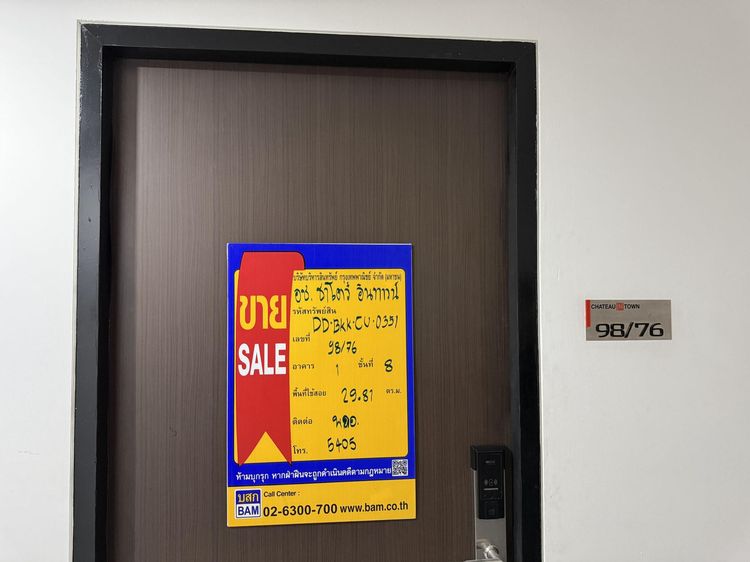 บริษัทบริหารสินทรัพย์ กรุงเทพพาณิชย์ จำกัด (มหาชน)
ขาย
SALE
อช. ชาโตว์ อินทาวน์
รหัสทรัพย์สิน
DD.BKK.CU.0351
เลขที่ 98/76
อาคาร 1 ชั้นที่ 8
พื้นที่ใช้สอย 29.81 ตร.ม.
ติดต่อ
โทร. 5405
ห้ามบุกรุก หากฝ่าฝืนจะถูกดำเนินคดีตามกฎหมาย
บสก
BAM
Call Center :
02-6300-700 www.bam.co.th
CHATEAU IN TOWN
98/76